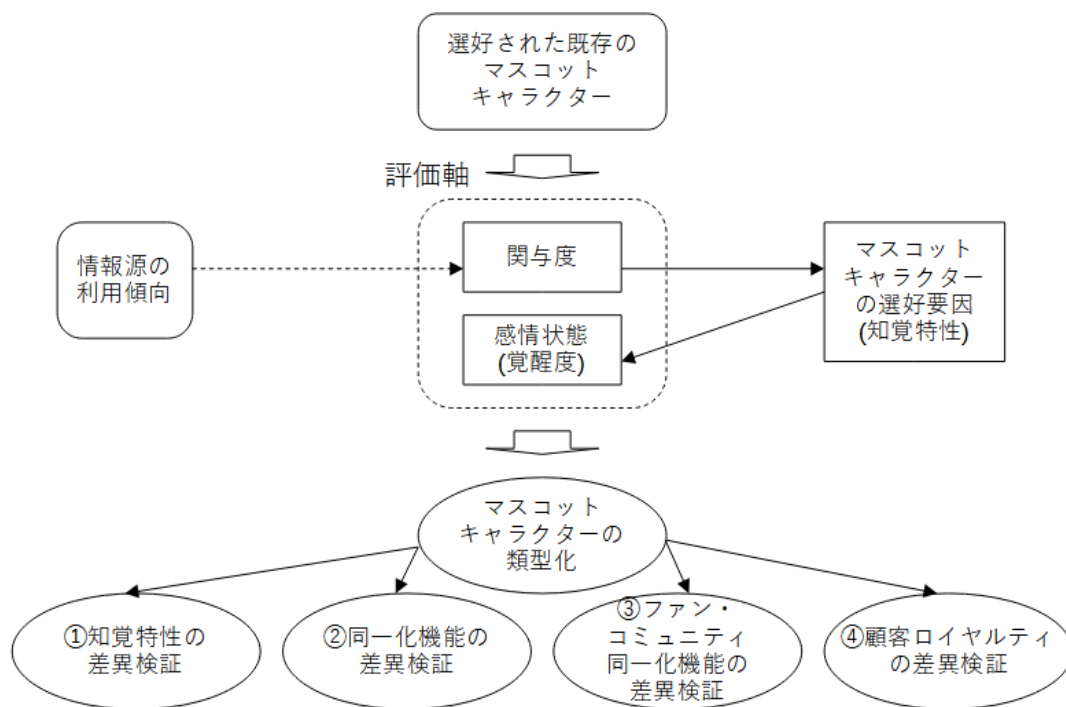 選好された既存の
マスコット
キャラクター
評価軸
情報源の
利用傾向
関与度
感情状態
(覚醒度)
マスコット
キャラクター
の選好要因
(知覚特性)
マスコット
キャラクターの
類型化
①知覚特性の
差異検証
②同一化機能の
差異検証
③ファン・
コミュニティ
同一化機能の
差異検証
④顧客ロイヤルティ
の差異検証